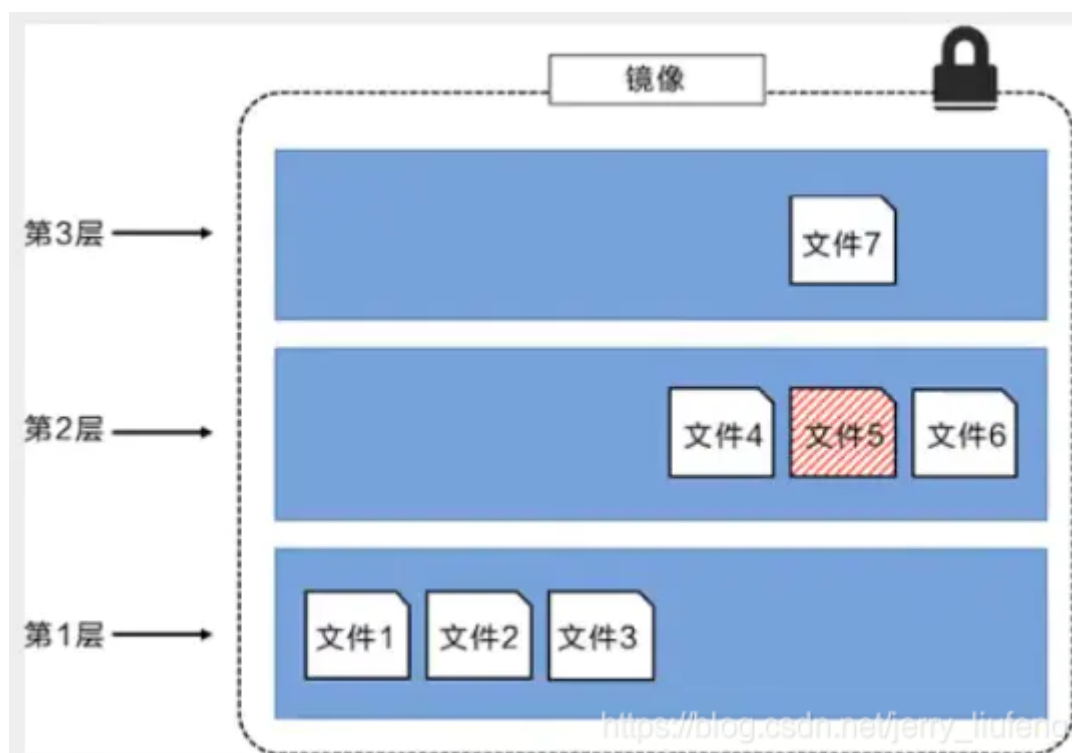 镜像
第3层
文件7
第2层
文件4 文件5 文件6
第1层
文件1 文件2 文件3
https://blog.csdn.net/jerry_liufeng